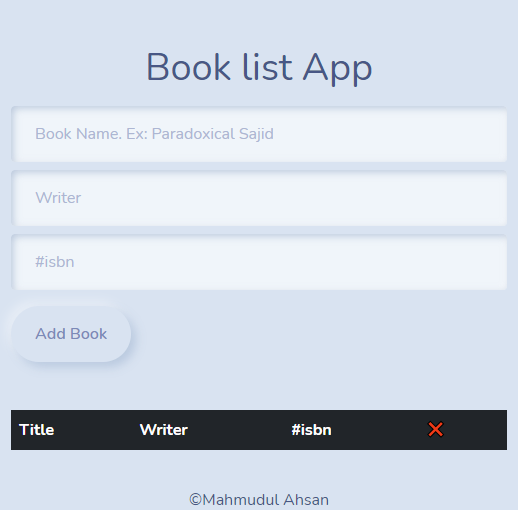 Book list App
Book Name. Ex: Paradoxical Sajid
Writer
#isbn
Add Book
Title Writer #isbn ❌
©Mahmudul Ahsan